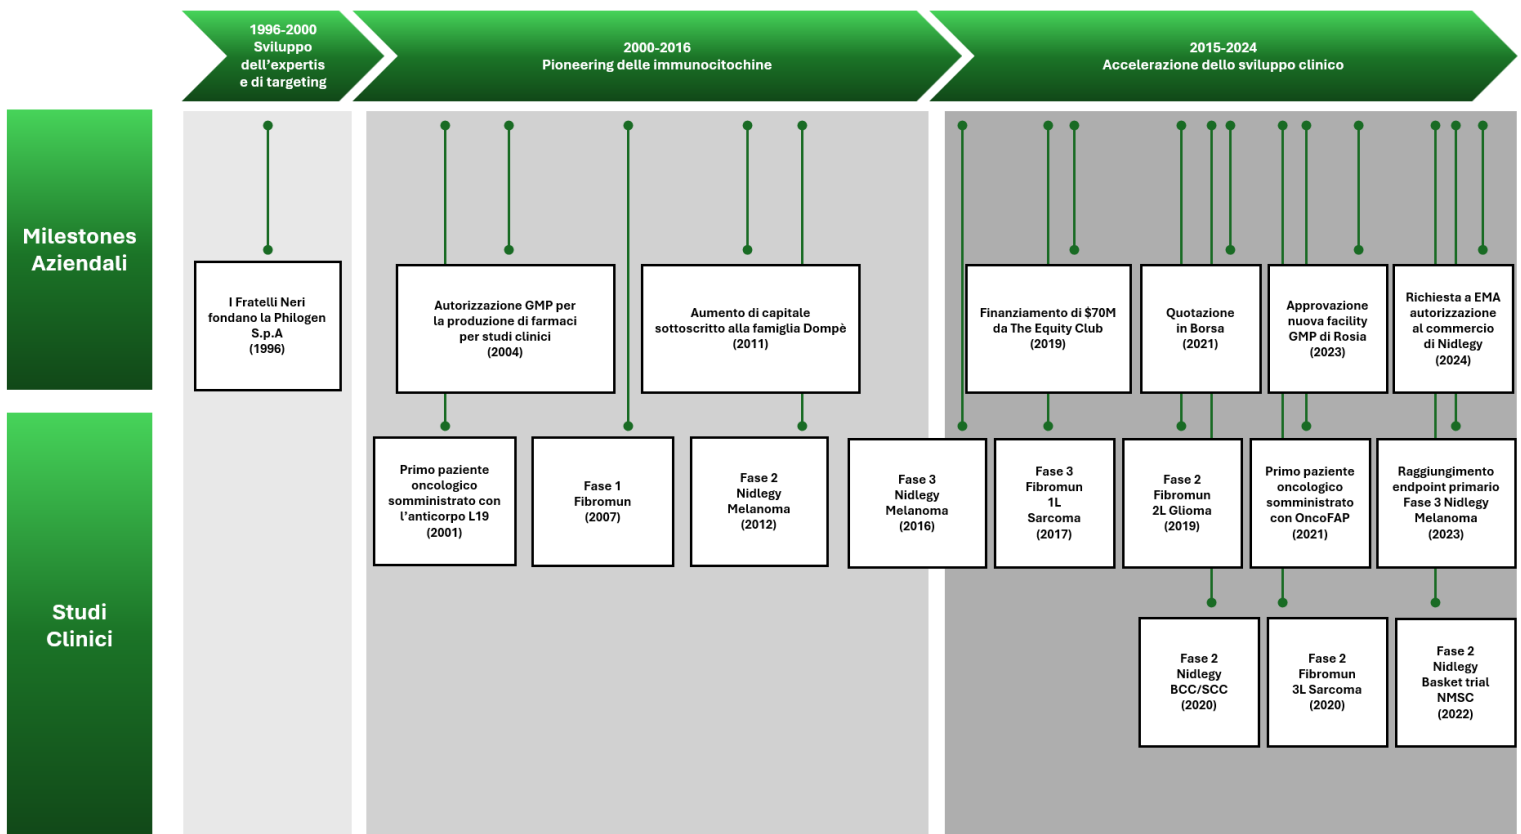 1996-2000
Sviluppo
dell'expertis
e di targeting
2000-2016
Pioneering delle immunocitochine
2015-2024
Accelerazione dello sviluppo clinico
Milestones
Aziendali
I Fratelli Neri
fondano la Philogen
S.p.A
(1996)
Autorizzazione GMP per
la produzione di farmaci
per studi clinici
(2004)
Aumento di capitale
sottoscritto alla famiglia Dompè
(2011)
Finanziamento di $70M
da The Equity Club
(2019)
Quotazione
in Borsa
(2021)
Approvazione
nuova facility
GMP di Rosia
(2023)
Richiesta a EMA
autorizzazione
al commercio
di Nidlegy
(2024)
Studi
Clinici
Primo paziente
oncologico
somministrato con
l'anticorpo L19
(2001)
Fase 1
Fibromun
(2007)
Fase 2
Nidlegy
Melanoma
(2012)
Fase 3
Nidlegy
Melanoma
(2016)
Fase 3
Fibromun
1L
Sarcoma
(2017)
Fase 2
Fibromun
2L Glioma
(2019)
Primo paziente
oncologico
somministrato
con OncoFAP
(2021)
Raggiungimento
endpoint primario
Fase 3 Nidlegy
Melanoma
(2023)
Fase 2
Nidlegy
BCC/SCC
(2020)
Fase 2
Fibromun
3L Sarcoma
(2020)
Fase 2
Nidlegy
Basket trial
NMSC
(2022)